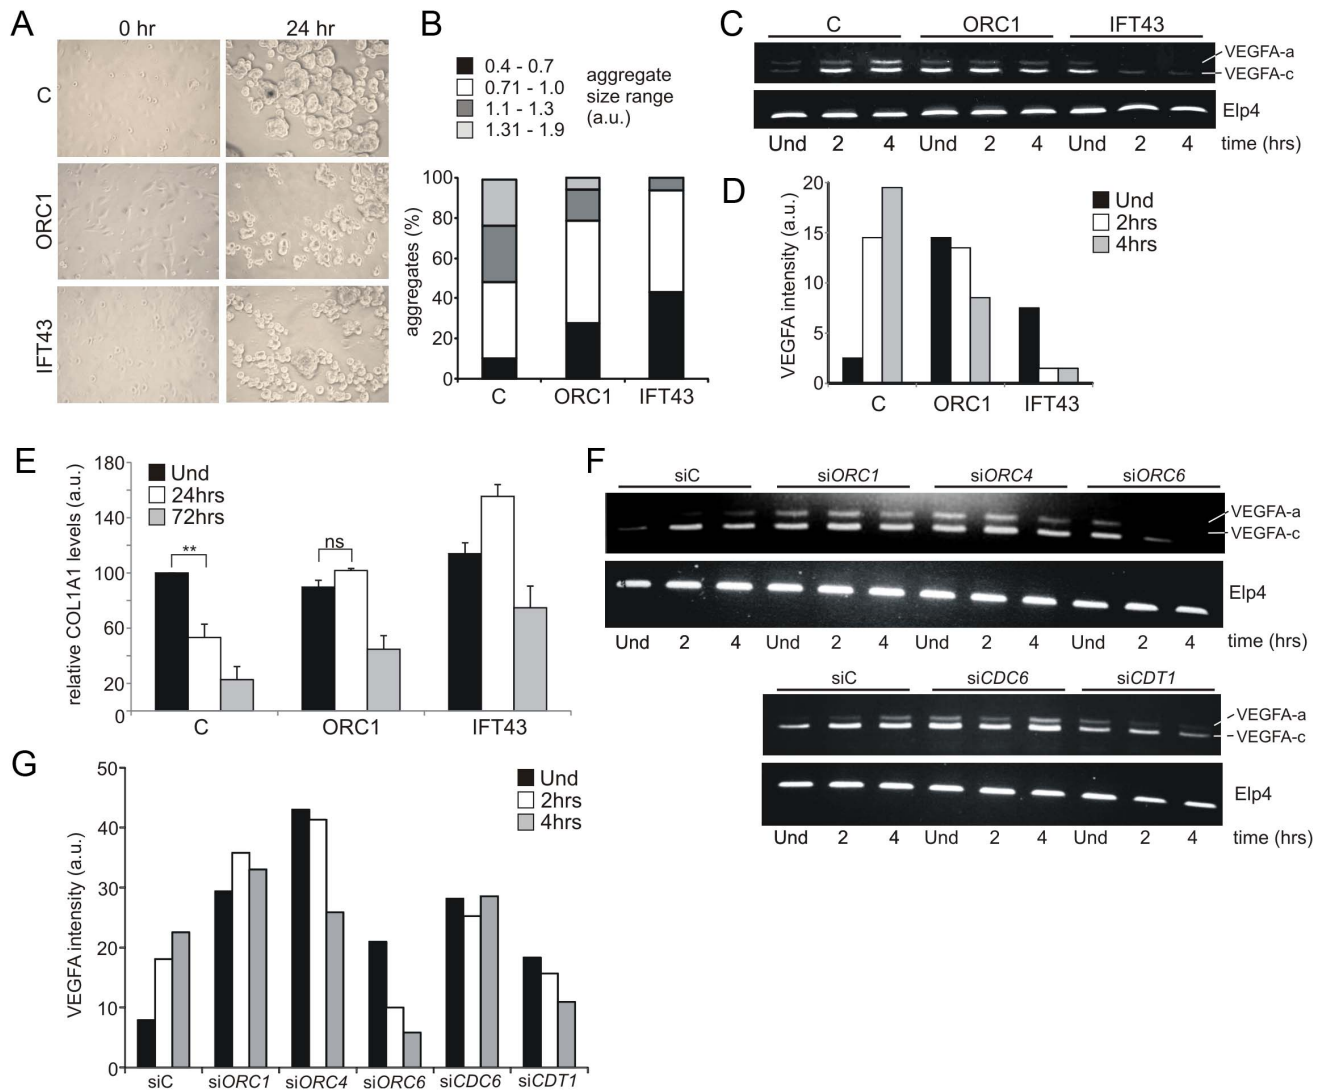 A
0 hr
24 hr
C
ORC1
IFT43
B
0.4 - 0.7
0.71 - 1.0
1.1 - 1.3
1.31 - 1.9
aggregate
size range
(a.u.)
aggregates (%)
100
80
60
40
20
0
C ORC1 IFT43
C
C ORC1 IFT43
VEGFA-a
VEGFA-c
Elp4
Und 2 4 Und 2 4 Und 2 4 time (hrs)
D
VEGFA intensity (a.u.)
20
15
10
5
0
Und
2hrs
4hrs
C ORC1 IFT43
E
relative COL1A1 levels (a.u.)
180
140
100
60
20
0
Und
24hrs
72hrs
**
ns
C ORC1 IFT43
F
siC siORC1 siORC4 siORC6
VEGFA-a
VEGFA-c
Elp4
Und 2 4 Und 2 4 Und 2 4 Und 2 4 time (hrs)
siC siCDC6 siCDT1
VEGFA-a
VEGFA-c
Elp4
Und 2 4 Und 2 4 Und 2 4 time (hrs)
G
VEGFA intensity (a.u.)
50
40
30
20
10
0
Und
2hrs
4hrs
siC siORC1 siORC4 siORC6 siCDC6 siCDT1